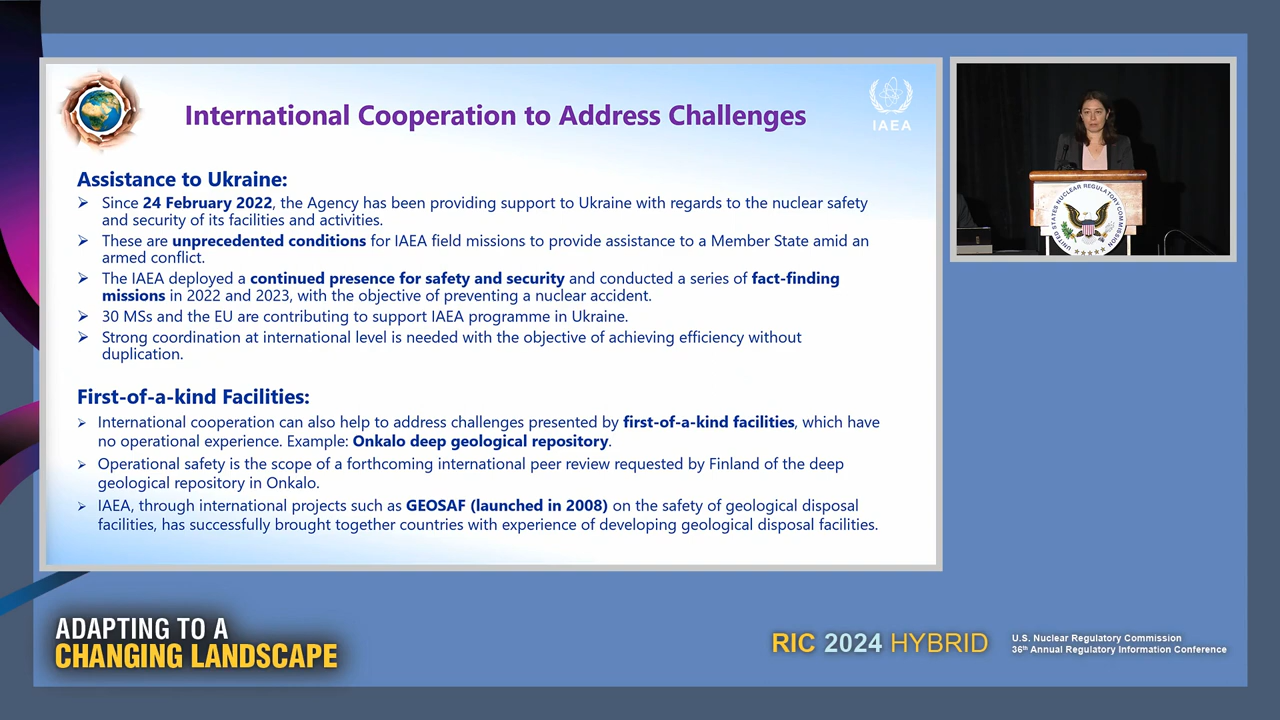 International Cooperation to Address Challenges
IAEA
Assistance to Ukraine:
Since 24 February 2022, the Agency has been providing support to Ukraine with regards to the nuclear safety
and security of its facilities and activities.
These are unprecedented conditions for IAEA field missions to provide assistance to a Member State amid an
armed conflict.
The IAEA deployed a continued presence for safety and security and conducted a series of fact-finding
missions in 2022 and 2023, with the objective of preventing a nuclear accident.
30 MSs and the EU are contributing to support IAEA programme in Ukraine.
Strong coordination at international level is needed with the objective of achieving efficiency without
duplication.
First-of-a-kind Facilities:
International cooperation can also help to address challenges presented by first-of-a-kind facilities, which have
no operational experience. Example: Onkalo deep geological repository.
Operational safety is the scope of a forthcoming international peer review requested by Finland of the deep
geological repository in Onkalo.
IAEA, through international projects such as GEOSAF (launched in 2008) on the safety of geological disposal
facilities, has successfully brought together countries with experience of developing geological disposal facilities.
UNITED STATES NUCLEAR REGULATORY COMMISSION
ADAPTING TO A
CHANGING LANDSCAPE
RIC 2024 HYBRID
U.S. Nuclear Regulatory Commission
36th Annual Regulatory Information Conference